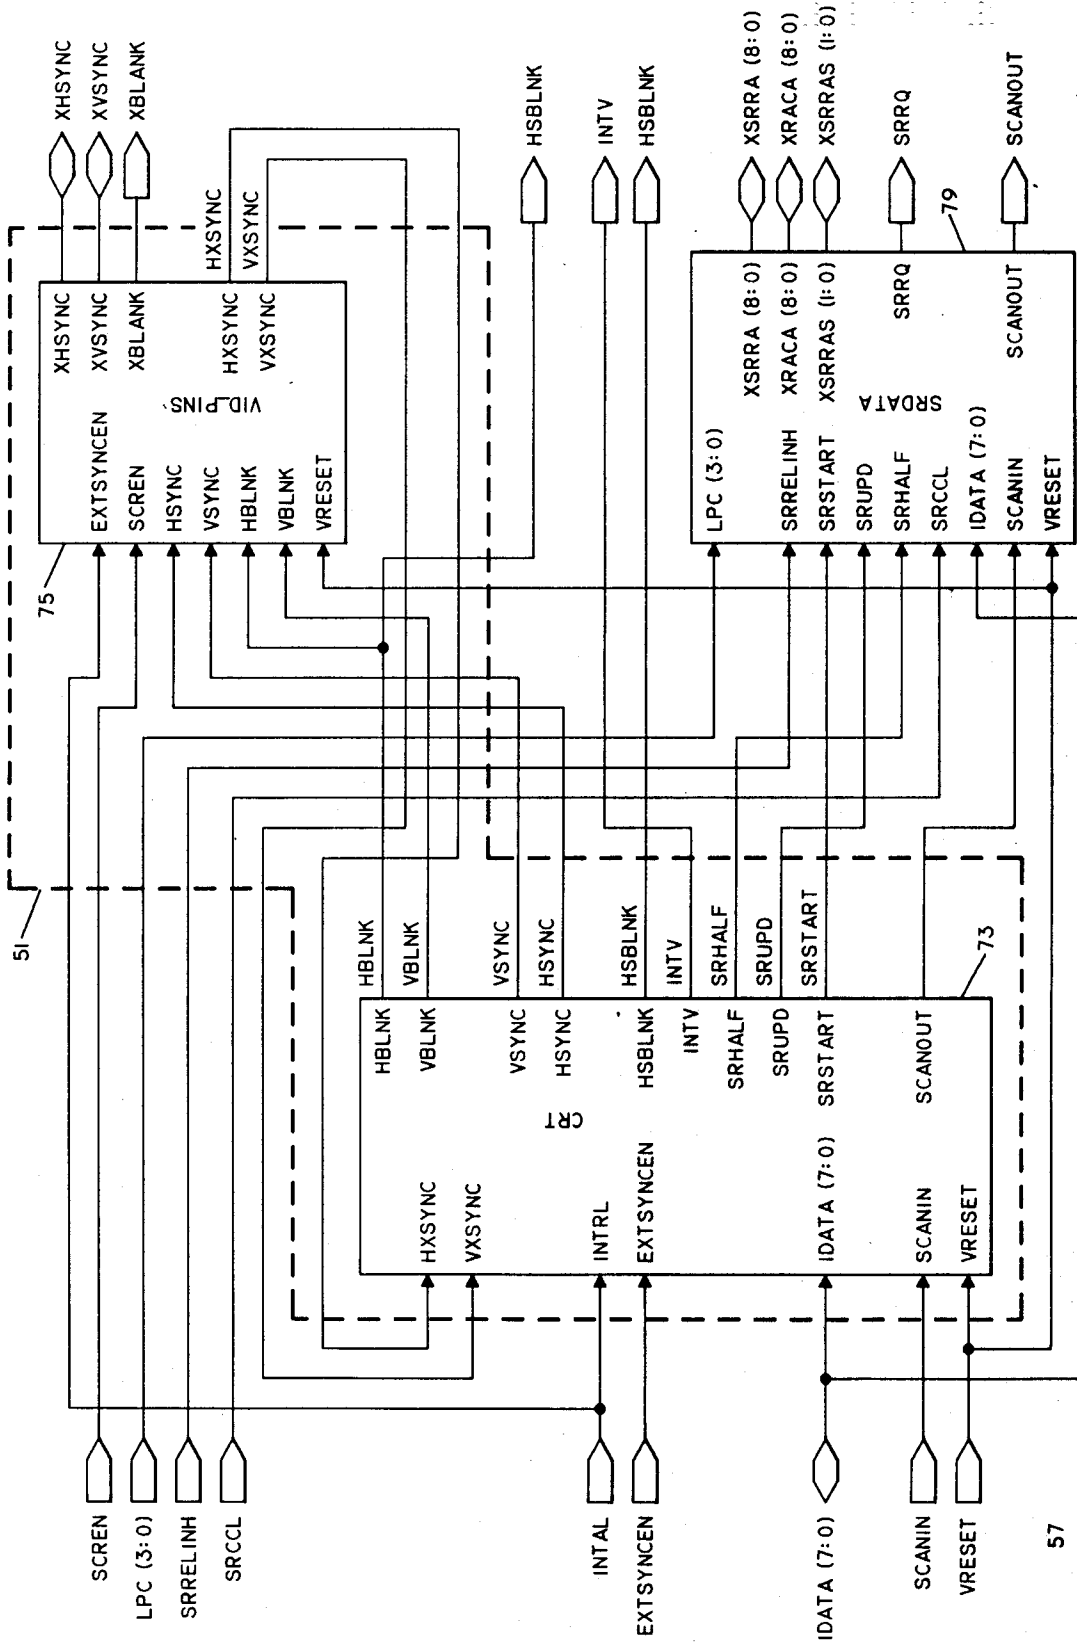 SCREN
LPC (3:0)
SRRELINH
SRCCL
INTAL
EXTSYNCEN
IDATA (7:0)
SCANIN
VRESET
57
51
HXSYNC
VXSYNC
INTRL
EXTSYNCEN
IDATA (7:0)
SCANIN
VRESET
CRT
HBLNK
VBLNK
VSYNC
HSYNC
HSBLNK
INTV
SRHALF
SRUPD
SRSTART
SCANOUT
HBLNK
VBLNK
VSYNC
HSYNC
HSBLNK
INTV
SRHALF
SRUPD
SRSTART
73
75
EXTSYNCEN
SCREN
HSYNC
VSYNC
HBLNK
VBLNK
VRESET
VID_PINS
XHSYNC
XVSYNC
XBLANK
HXSYNC
VXSYNC
HXSYNC
VXSYNC
XHSYNC
XVSYNC
XBLANK
HSBLNK
INTV
HSBLNK
LPC (3:0)
SRRELINH
SRSTART
SRUPD
SRHALF
SRCCL
IDATA (7:0)
SCANIN
VRESET
SRDATA
XSRRA (8:0)
XRACA (8:0)
XSRRAS (1:0)
SRRQ
SCANOUT
79
XSRRA (8:0)
XRACA (8:0)
XSRRAS (1:0)
SRRQ
SCANOUT